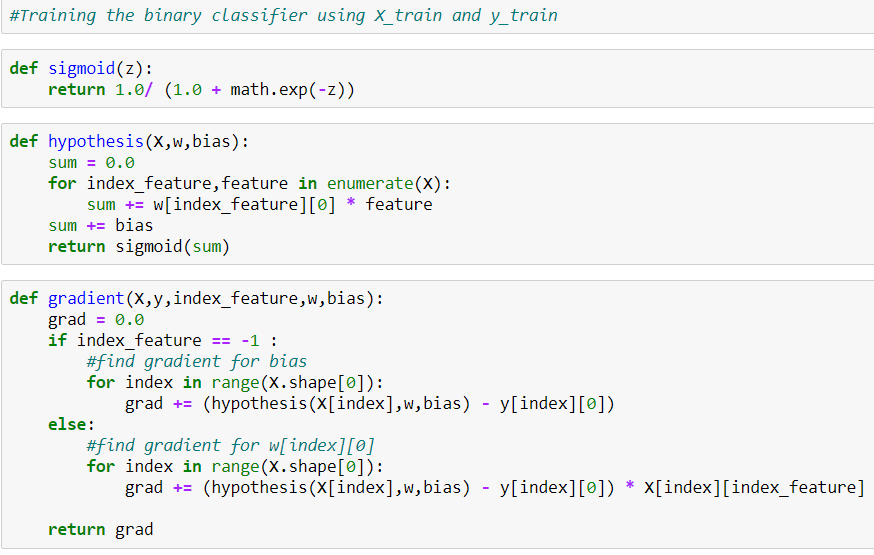 #Training the binary classifier using X_train and y_train
def sigmoid(z):
    return 1.0/ (1.0 + math.exp(-z))
def hypothesis(X,w,bias):
    sum = 0.0
    for index_feature,feature in enumerate(X):
        sum += w[index_feature][0] * feature
    sum += bias
    return sigmoid(sum)
def gradient(X,y,index_feature,w,bias):
    grad = 0.0
    if index_feature == -1 :
        #find gradient for bias
        for index in range(X.shape[0]):
            grad += (hypothesis(X[index],w,bias) - y[index][0])
    else:
        #find gradient for w[index][0]
        for index in range(X.shape[0]):
            grad += (hypothesis(X[index],w,bias) - y[index][0]) * X[index][index_feature]
    return grad